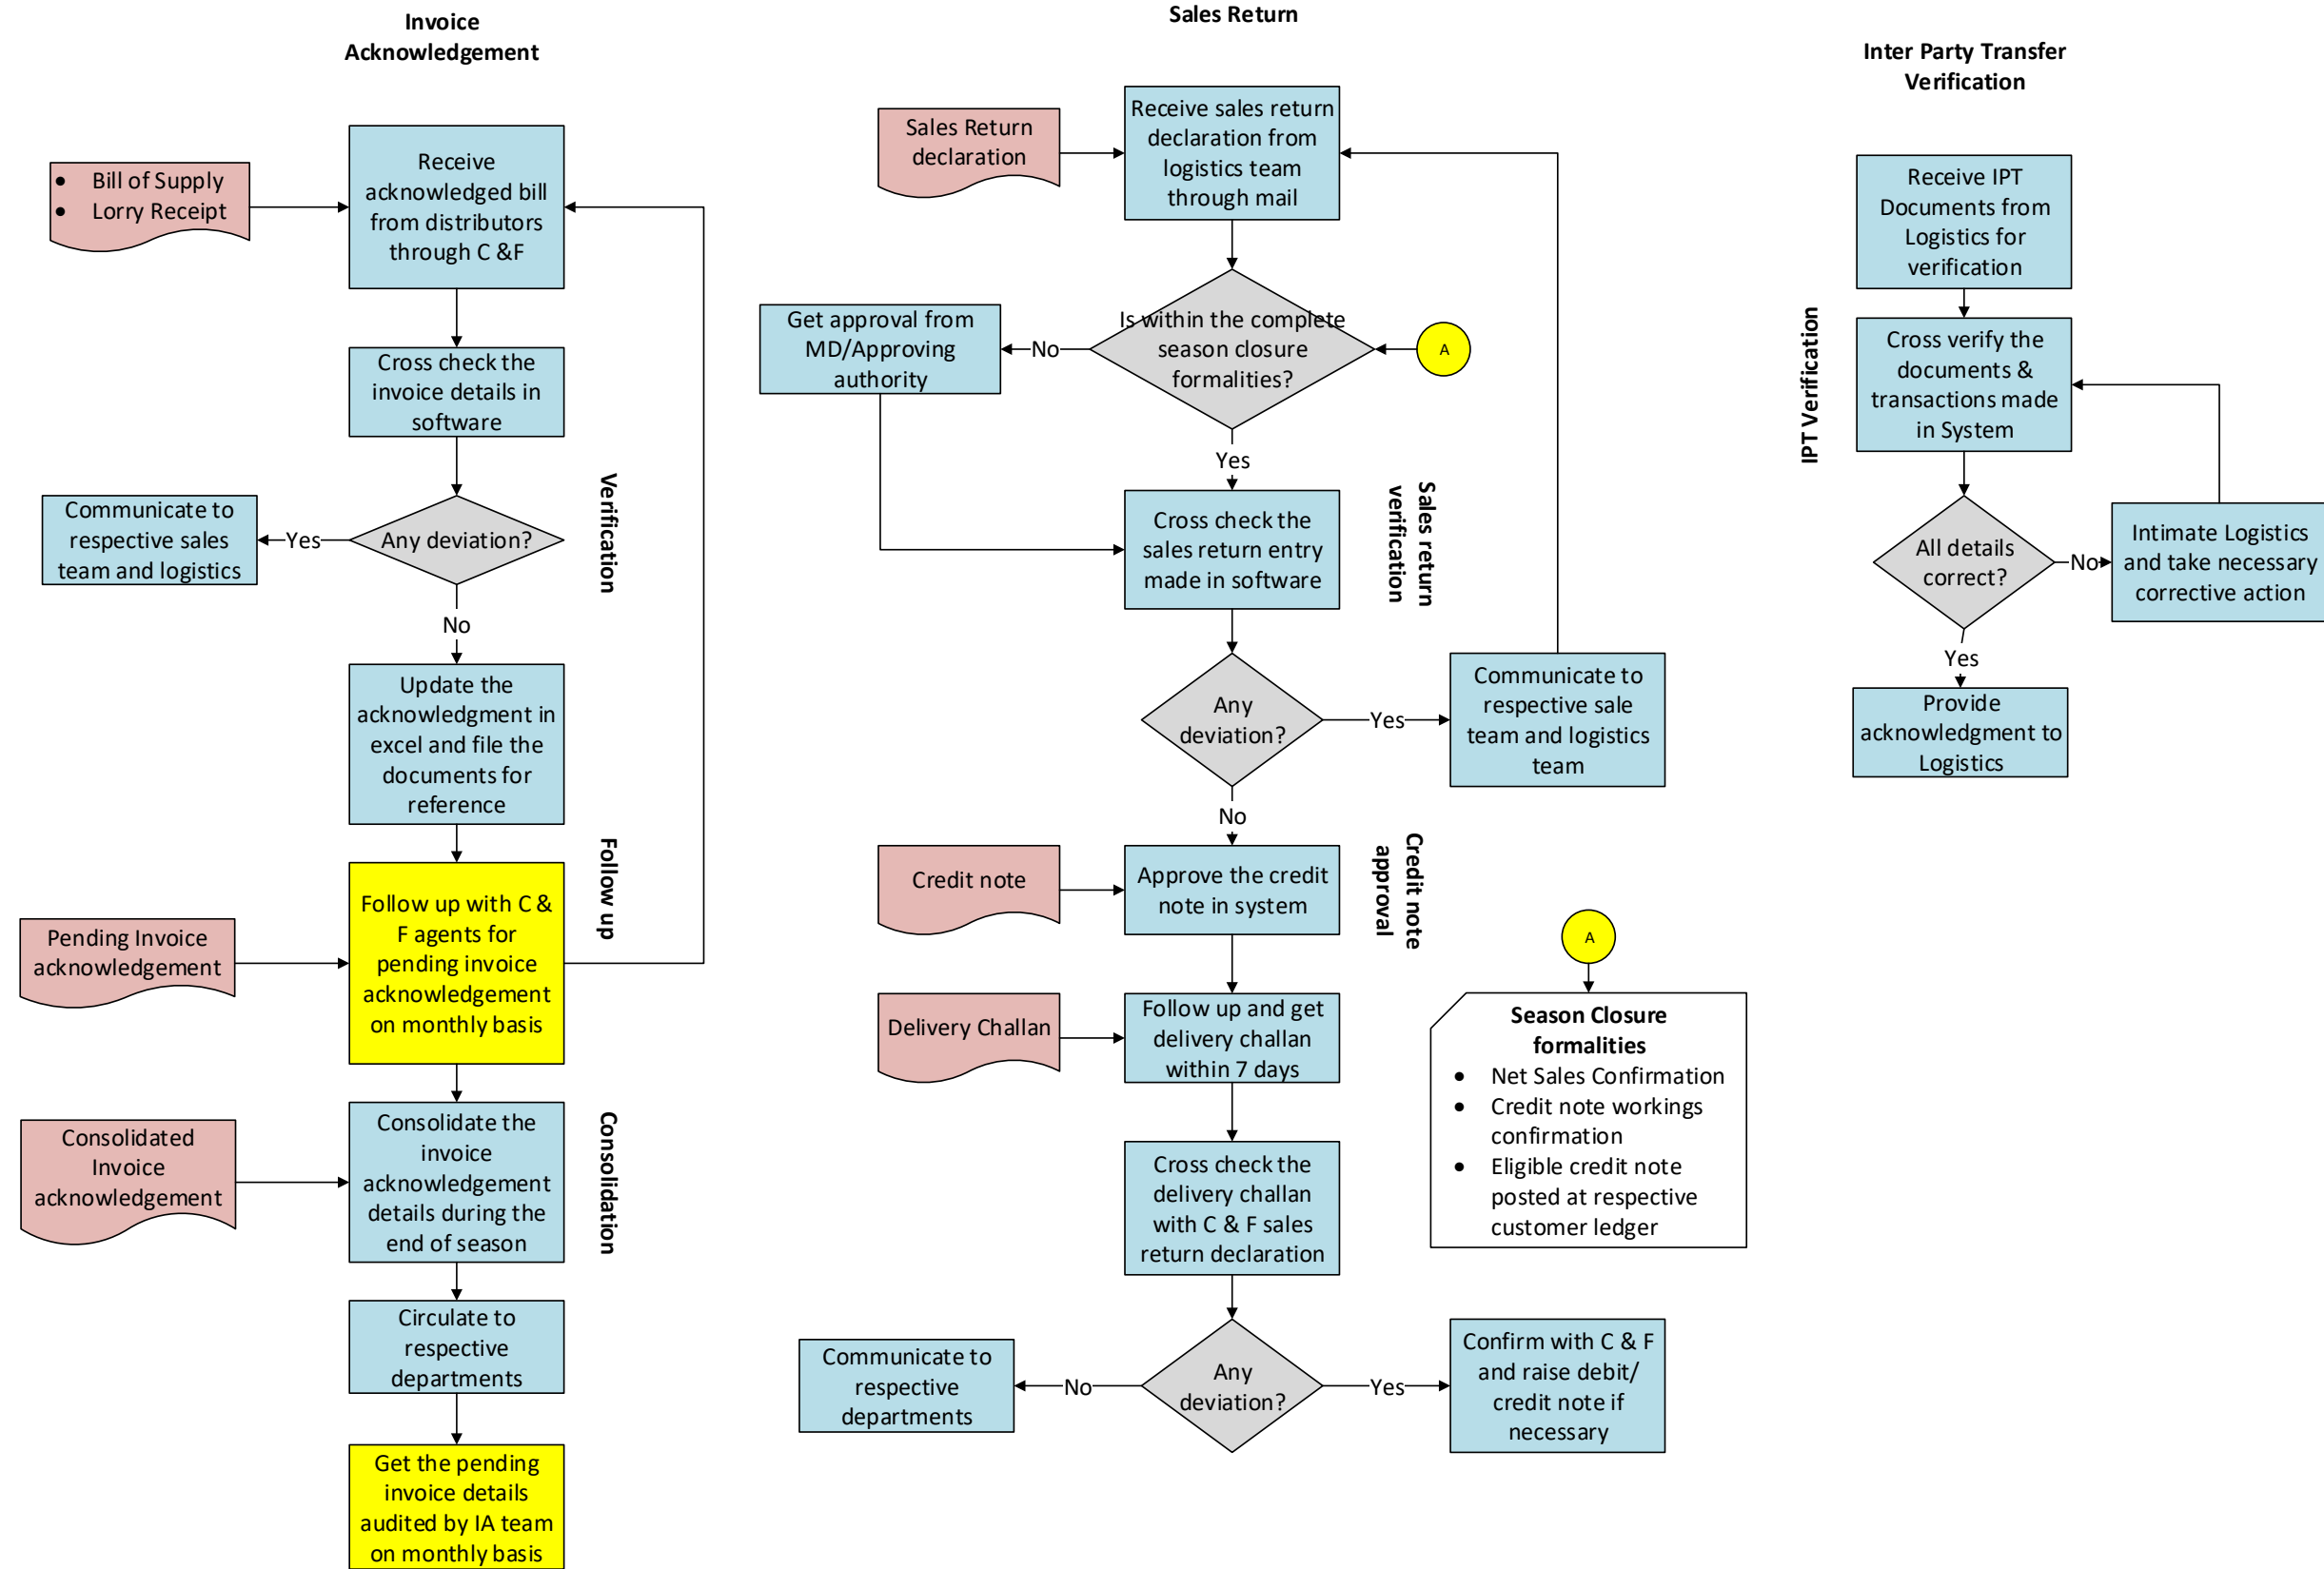 Invoice
Acknowledgement
• Bill of Supply
• Lorry Receipt
Receive
acknowledged bill
from distributors
through C &F
Cross check the
invoice details in
software
Verification
Communicate to
respective sales
team and logistics
Yes
Any deviation?
No
Update the
acknowledgment in
excel and file the
documents for
reference
Follow up
Pending Invoice
acknowledgement
Follow up with C &
F agents for
pending invoice
acknowledgement
on monthly basis
Consolidation
Consolidated
Invoice
acknowledgement
Consolidate the
invoice
acknowledgement
details during the
end of season
Circulate to
respective
departments
Get the pending
invoice details
audited by IA team
on monthly basis
Sales Return
Sales Return
declaration
Receive sales return
declaration from
logistics team
through mail
Get approval from
MD/Approving
authority
No
Is within the complete
season closure
formalities?
A
Yes
Sales return
verification
Cross check the
sales return entry
made in software
Any
deviation?
Yes
Communicate to
respective sale
team and logistics
team
No
Credit note
approval
Credit note
Approve the credit
note in system
Delivery Challan
Follow up and get
delivery challan
within 7 days
A
Season Closure
formalities
• Net Sales Confirmation
• Credit note workings
confirmation
• Eligible credit note
posted at respective
customer ledger
Cross check the
delivery challan
with C & F sales
return declaration
Communicate to
respective
departments
No
Any
deviation?
Yes
Confirm with C & F
and raise debit/
credit note if
necessary
Inter Party Transfer
Verification
Receive IPT
Documents from
Logistics for
verification
IPT Verification
Cross verify the
documents &
transactions made
in System
All details
correct?
No
Intimate Logistics
and take necessary
corrective action
Yes
Provide
acknowledgment to
Logistics